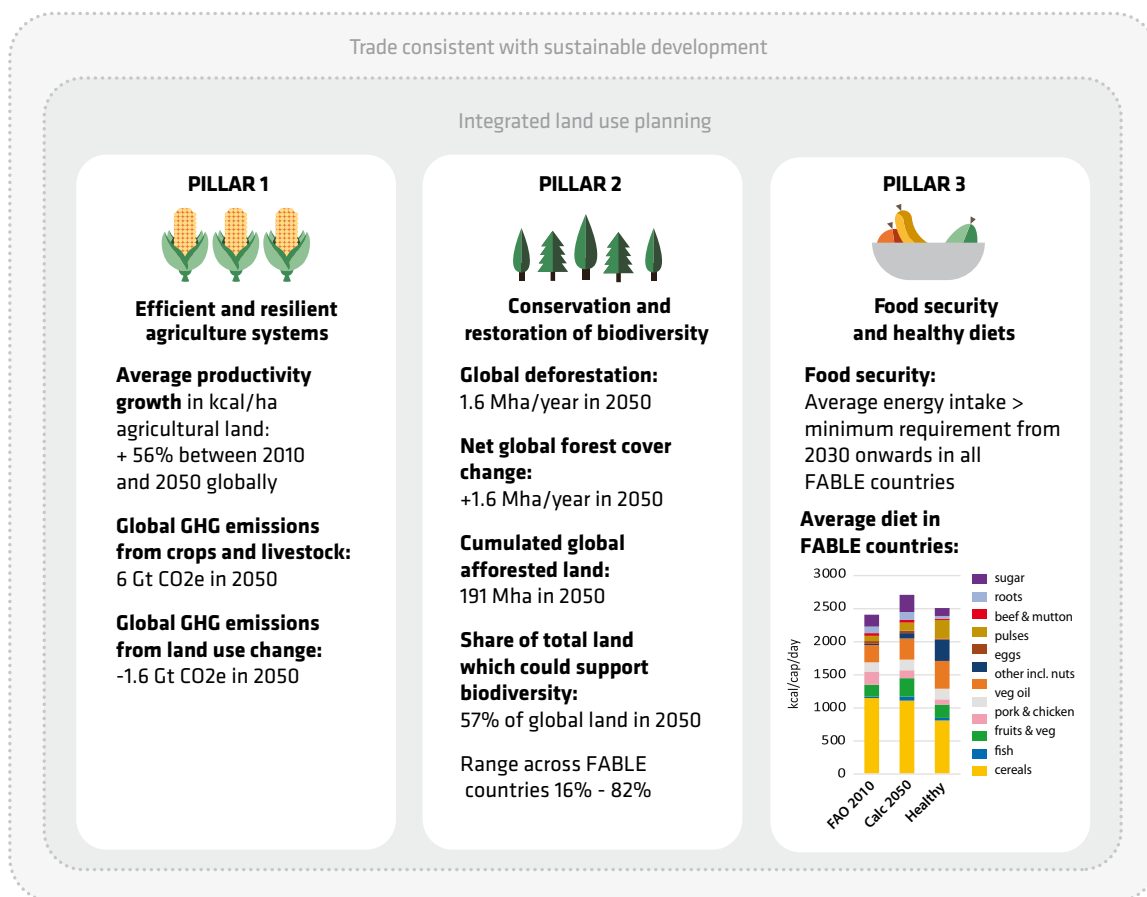 Trade consistent with sustainable development
Integrated land use planning
PILLAR 1
Efficient and resilient
agriculture systems
Average productivity
growth in kcal/ha
agricultural land:
+ 56% between 2010
and 2050 globally
Global GHG emissions
from crops and livestock:
6 Gt CO2e in 2050
Global GHG emissions
from land use change:
-1.6 Gt CO2e in 2050
PILLAR 2
Conservation and
restoration of biodiversity
Global deforestation:
1.6 Mha/year in 2050
Net global forest cover
change:
+1.6 Mha/year in 2050
Cumulated global
afforested land:
191 Mha in 2050
Share of total land
which could support
biodiversity:
57% of global land in 2050
Range across FABLE
countries 16% - 82%
PILLAR 3
Food security
and healthy diets
Food security:
Average energy intake >
minimum requirement from
2030 onwards in all
FABLE countries
Average diet in
FABLE countries:
kcal/cap/day
3000
2500
2000
1500
1000
500
0
FAO 2010
Calc 2050
Healthy
sugar
roots
beef & mutton
pulses
eggs
other incl. nuts
veg oil
pork & chicken
fruits & veg
fish
cereals